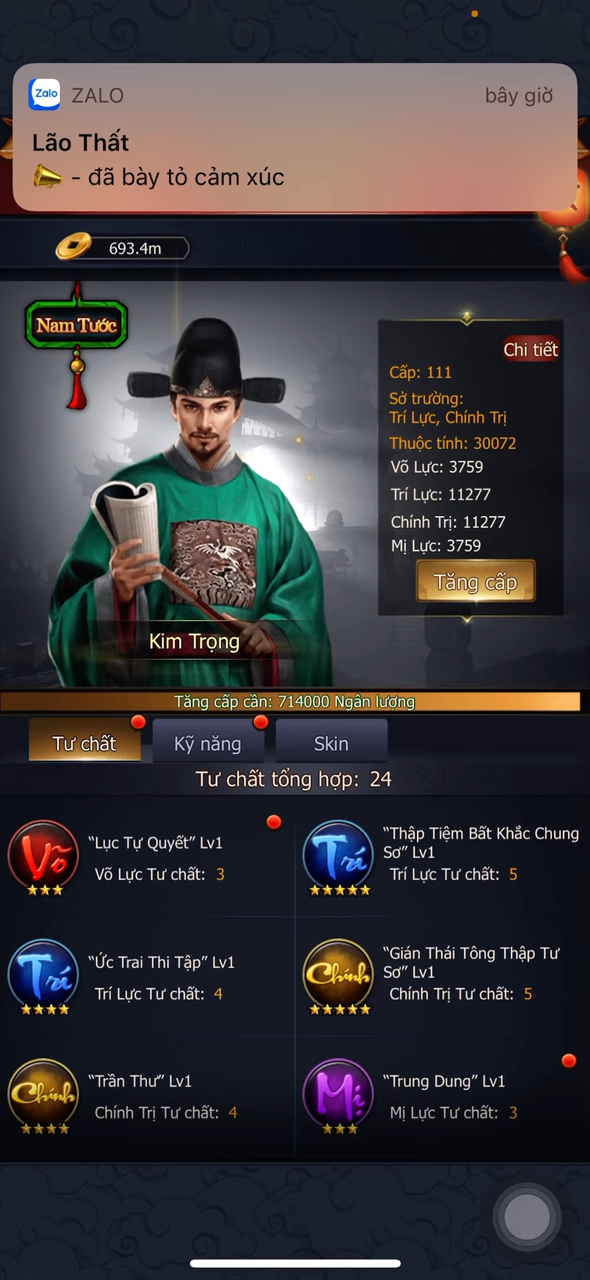 Zalo
ZALO
bây giờ
Lão Thất
- đã bày tỏ cảm xúc
693.4m
Nam Tước
Chi tiết
Cấp: 111
Sở trường:
Trí Lực, Chính Trị
Thuộc tính: 30072
Võ Lực: 3759
Trí Lực: 11277
Chính Trị: 11277
Mị Lực: 3759
Tăng cấp
Kim Trọng
Tăng cấp cần: 714000 Ngân lượng
Tư chất
Kỹ năng
Skin
Tư chất tổng hợp: 24
Võ
“Lục Tự Quyết” Lv1
Võ Lực Tư chất: 3
Trí
“Thập Tiệm Bất Khắc Chung
Sơ” Lv1
Trí Lực Tư chất: 5
Trí
“Ức Trai Thi Tập” Lv1
Trí Lực Tư chất: 4
Chính
“Gián Thái Tông Thập Tư
Sơ” Lv1
Chính Trị Tư chất: 5
Chính
“Trần Thư” Lv1
Chính Trị Tư chất: 4
Mị
“Trung Dung” Lv1
Mị Lực Tư chất: 3